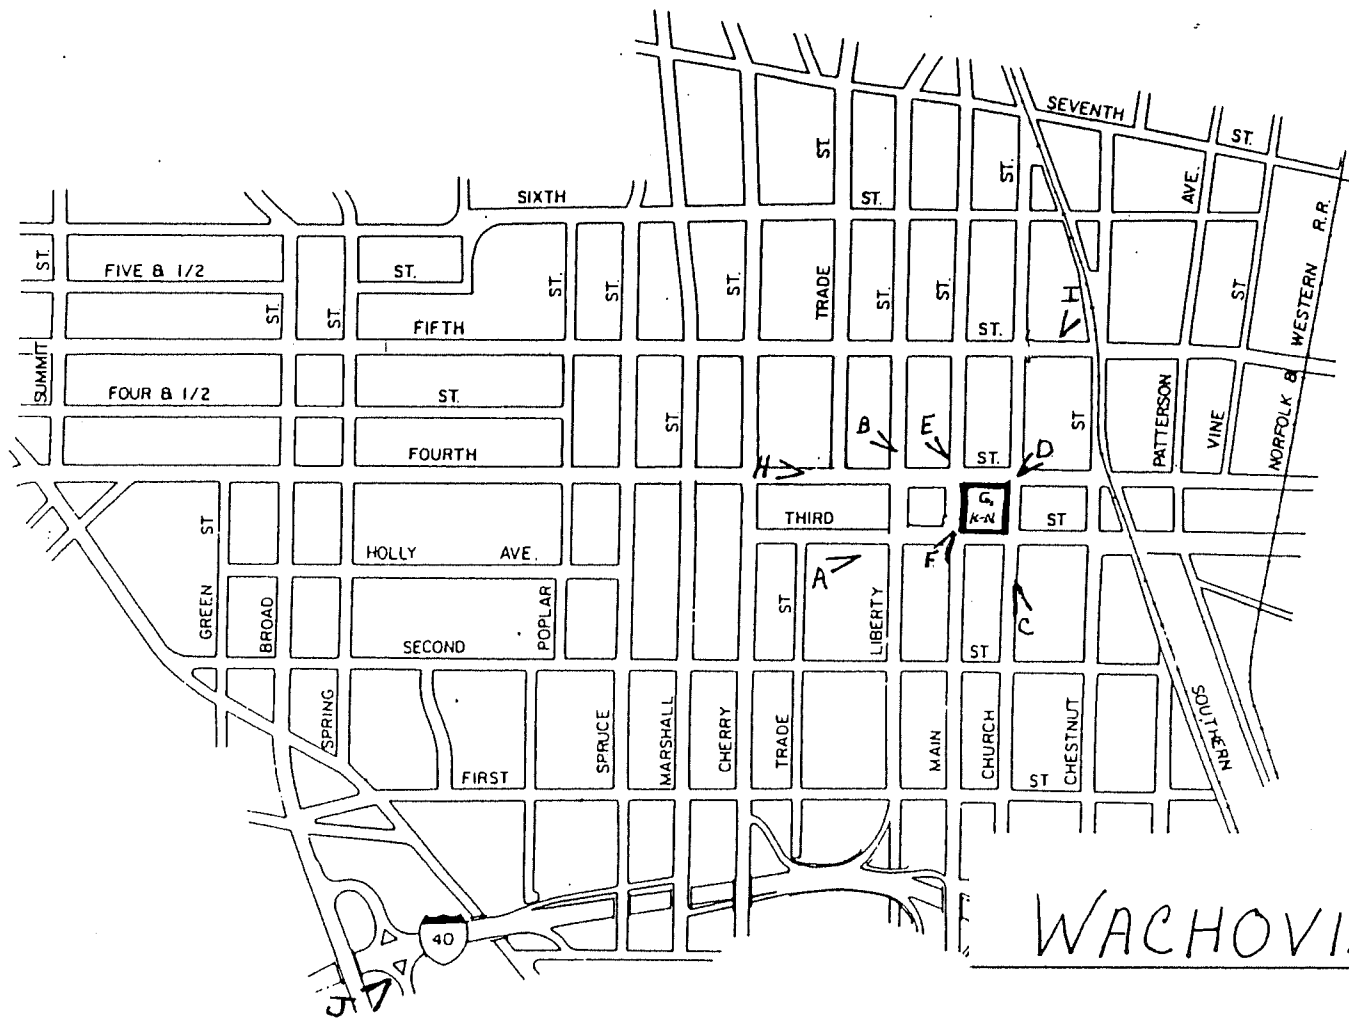 SEVENTH
ST.
SIXTH
ST.
ST.
ST.
AVE.
R.R.
ST.
FIVE & 1/2
ST.
ST.
ST.
ST.
ST.
ST.
ST.
TRADE
ST.
ST.
I
ST.
WESTERN
FIFTH
ST.
SUMMIT
FOUR & 1/2
ST.
ST.
ST
PATTERSON
VINE
NORFOLK &
FOURTH
B
E
ST.
D
H
G,
K-N
THIRD
ST
ST
HOLLY AVE.
A
F
GREEN
BROAD
POPLAR
ST
LIBERTY
C
SECOND
ST
SPRING
SPRUCE
MARSHALL
CHERRY
TRADE
MAIN
CHURCH
CHESTNUT
SOUTHERN
FIRST
ST
40
J
WACHOVI